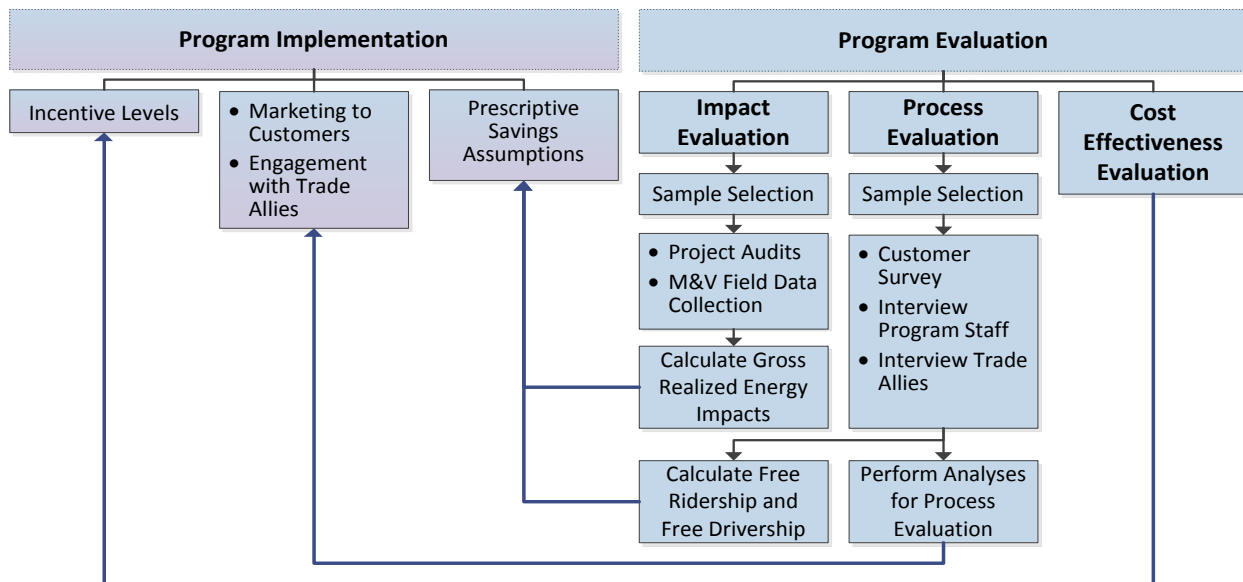 Program Implementation
Incentive Levels
• Marketing to
Customers
• Engagement
with Trade
Allies
Prescriptive
Savings
Assumptions
Program Evaluation
Impact
Evaluation
Sample Selection
• Project Audits
• M&V Field Data
Collection
Calculate Gross
Realized Energy
Impacts
Calculate Free
Ridership and
Free Drivership
Process
Evaluation
Sample Selection
• Customer
Survey
• Interview
Program Staff
• Interview Trade
Allies
Perform Analyses
for Process
Evaluation
Cost
Effectiveness
Evaluation